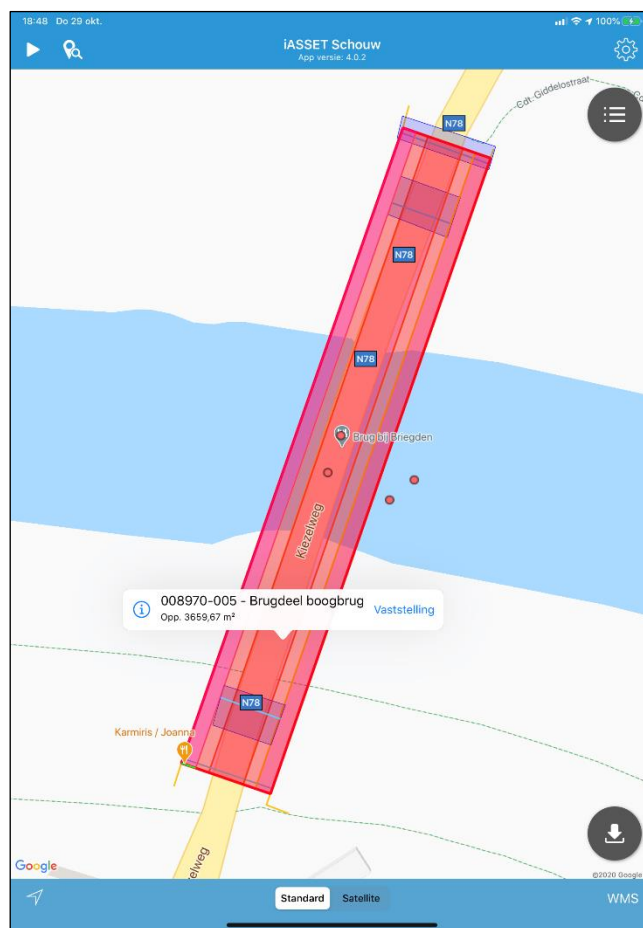 18:48 Do 29 okt.
100%
iASSET Schouw
App versie: 4.0.2
Cdt-Giddelostraat
N78
N78
N78
Brug bij Briegden
Kiezelweg
008970-005 - Brugdeel boogbrug
Opp. 3659,67 m²
Vaststelling
N78
Karmiris / Joanna
Google
©2020 Google
Standard
Satellite
WMS